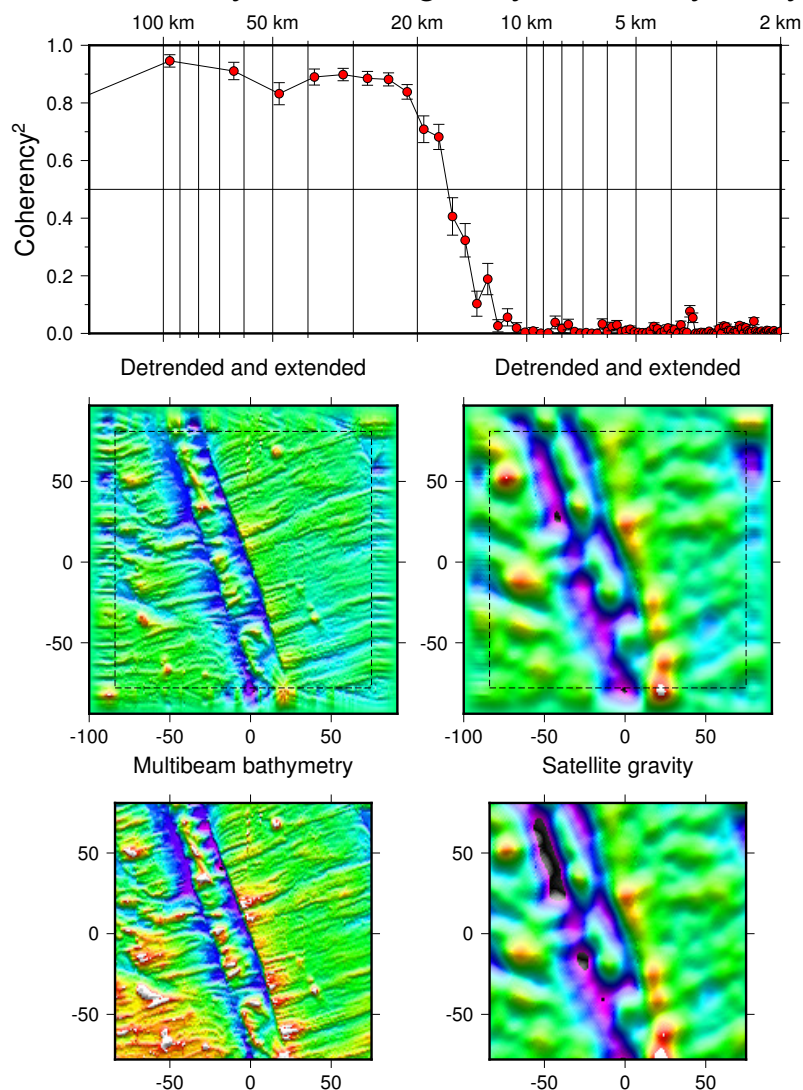 100 km 50 km 20 km 10 km 5 km 2 km
1.0
0.8
0.6
0.4
0.2
0.0
Coherency²
Detrended and extended Detrended and extended
50 50
0 0
-50 -50
-100 -50 0 50 -100 -50 0 50
Multibeam bathymetry Satellite gravity
50 50
0 0
-50 -50
-50 0 50 -50 0 50